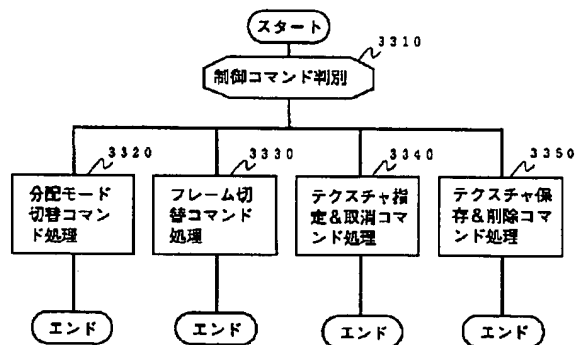 スタート
3310
制御コマンド判別
3320
3330
3340
3350
分配モード
切替コマン
ド処理
フレーム切
替コマンド
処理
テクスチャ指
定&取消コマ
ンド処理
テクスチャ保
存&削除コマ
ンド処理
エンド
エンド
エンド
エンド